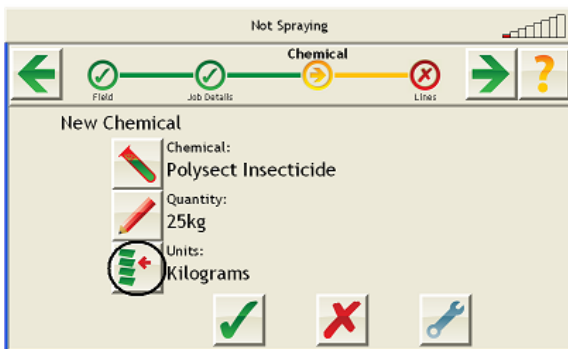 Not Spraying
Chemical
Field
Job Details
Lines
New Chemical
Chemical:
Polysect Insecticide
Quantity:
25kg
Units:
Kilograms